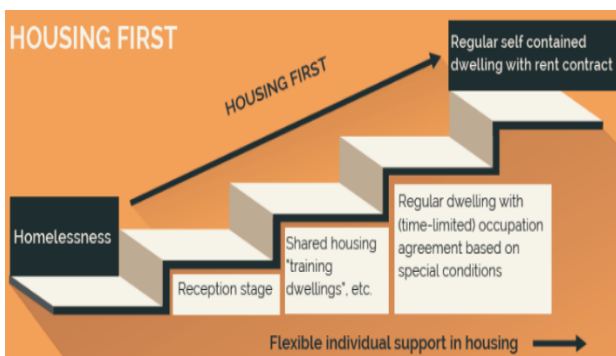 HOUSING FIRST
Regular self contained
dwelling with rent contract
HOUSING FIRST
Homelessness
Reception stage
Shared housing
"training
dwellings", etc.
Regular dwelling with
(time-limited) occupation
agreement based on
special conditions
Flexible individual support in housing